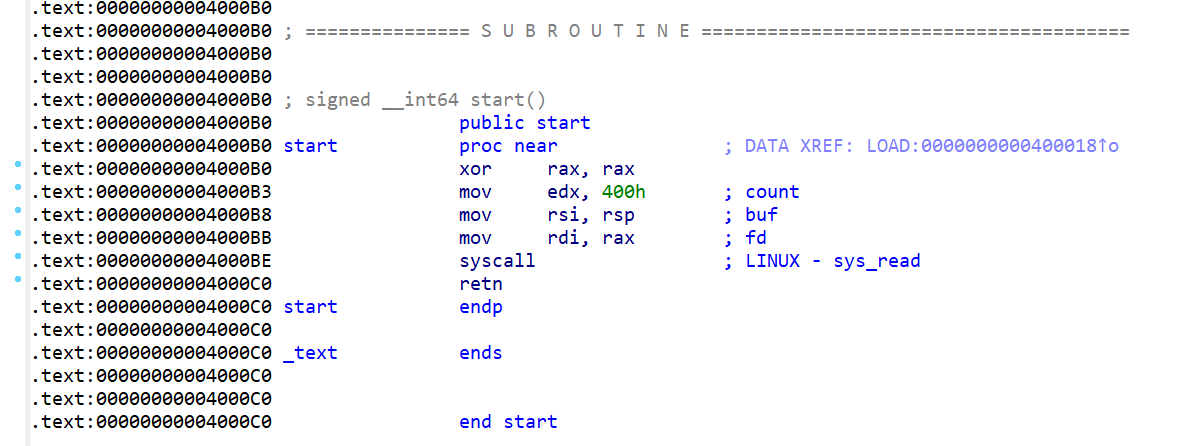 .text:00000000004000B0
.text:00000000004000B0 ; =============== S U B R O U T I N E =======================================
.text:00000000004000B0
.text:00000000004000B0
.text:00000000004000B0 ; signed __int64 start()
.text:00000000004000B0                 public start
.text:00000000004000B0 start           proc near               ; DATA XREF: LOAD:0000000000400018↑o
.text:00000000004000B0                 xor     rax, rax
.text:00000000004000B3                 mov     edx, 400h       ; count
.text:00000000004000B8                 mov     rsi, rsp        ; buf
.text:00000000004000BB                 mov     rdi, rax        ; fd
.text:00000000004000BE                 syscall                 ; LINUX - sys_read
.text:00000000004000C0                 retn
.text:00000000004000C0 start           endp
.text:00000000004000C0
.text:00000000004000C0 _text           ends
.text:00000000004000C0
.text:00000000004000C0
.text:00000000004000C0                 end start